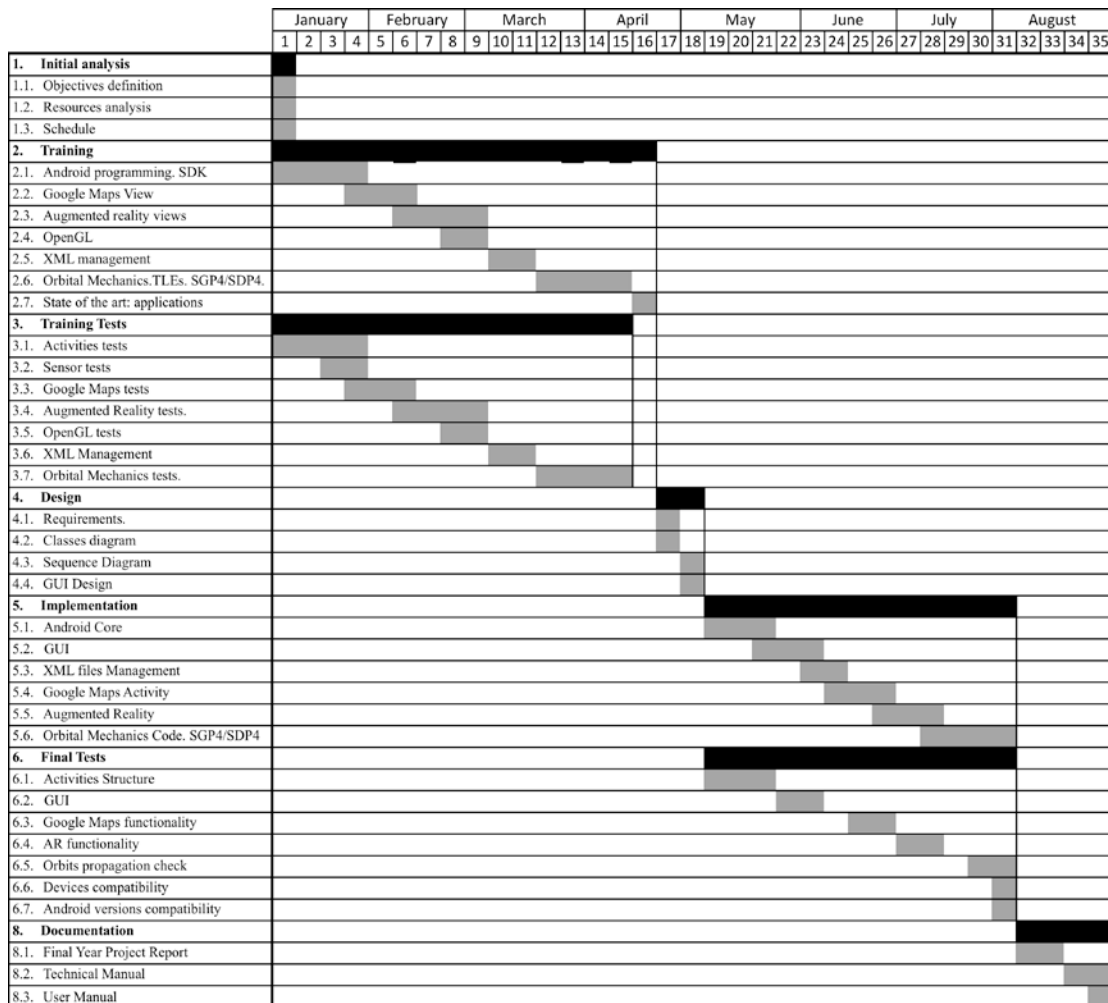 January February March April May June July August
1 2 3 4 5 6 7 8 9 10 11 12 13 14 15 16 17 18 19 20 21 22 23 24 25 26 27 28 29 30 31 32 33 34 35
1. Initial analysis
1.1. Objectives definition
1.2. Resources analysis
1.3. Schedule
2. Training
2.1. Android programming. SDK
2.2. Google Maps View
2.3. Augmented reality views
2.4. OpenGL
2.5. XML management
2.6. Orbital Mechanics.TLEs. SGP4/SDP4.
2.7. State of the art: applications
3. Training Tests
3.1. Activities tests
3.2. Sensor tests
3.3. Google Maps tests
3.4. Augmented Reality tests.
3.5. OpenGL tests
3.6. XML Management
3.7. Orbital Mechanics tests.
4. Design
4.1. Requirements.
4.2. Classes diagram
4.3. Sequence Diagram
4.4. GUI Design
5. Implementation
5.1. Android Core
5.2. GUI
5.3. XML files Management
5.4. Google Maps Activity
5.5. Augmented Reality
5.6. Orbital Mechanics Code. SGP4/SDP4
6. Final Tests
6.1. Activities Structure
6.2. GUI
6.3. Google Maps functionality
6.4. AR functionality
6.5. Orbits propagation check
6.6. Devices compatibility
6.7. Android versions compatibility
8. Documentation
8.1. Final Year Project Report
8.2. Technical Manual
8.3. User Manual